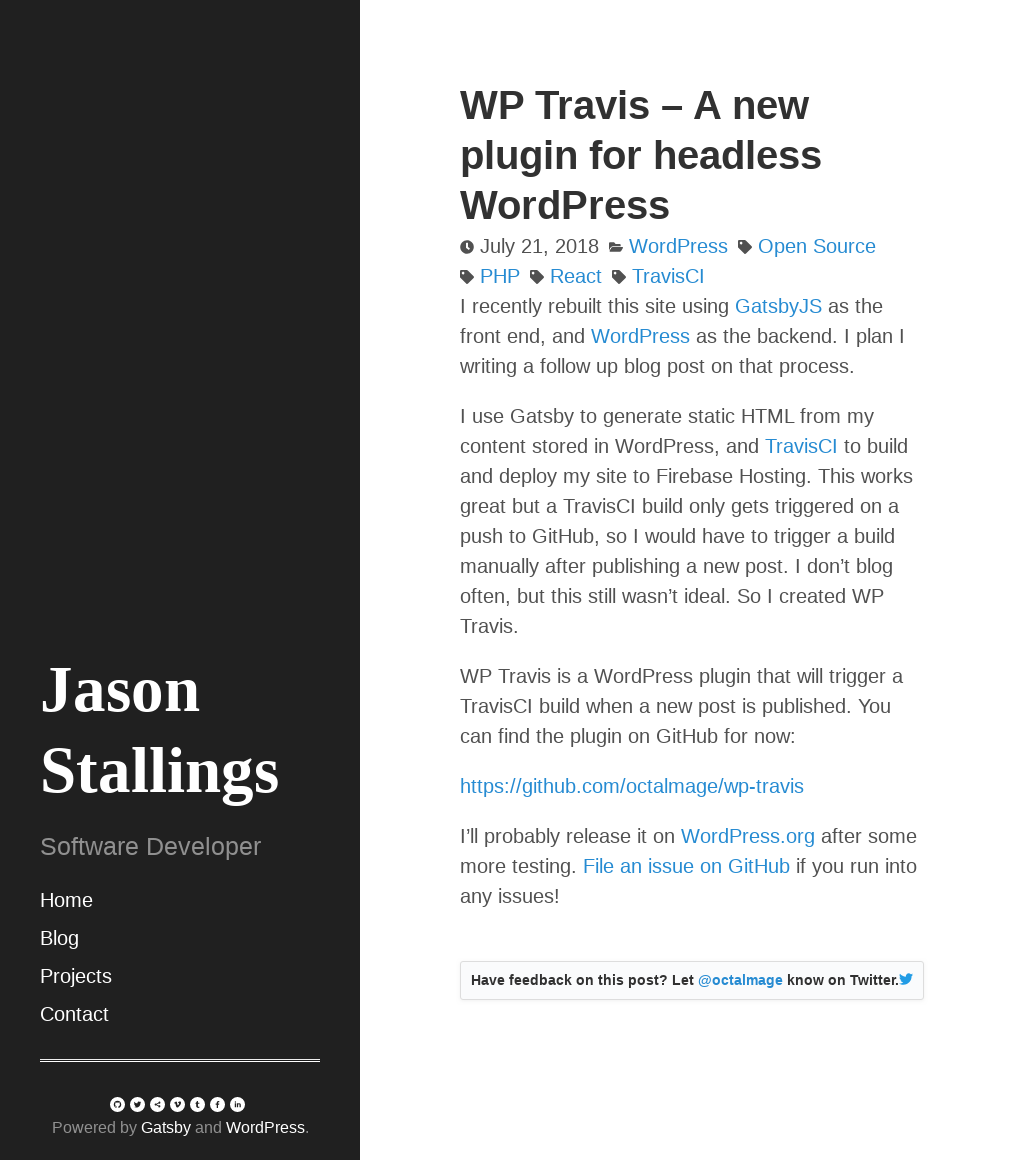 Jason
Stallings
Software Developer
Home
Blog
Projects
Contact
Powered by Gatsby and WordPress.
WP Travis – A new
plugin for headless
WordPress
July 21, 2018 WordPress Open Source
PHP React TravisCI
I recently rebuilt this site using GatsbyJS as the
front end, and WordPress as the backend. I plan I
writing a follow up blog post on that process.
I use Gatsby to generate static HTML from my
content stored in WordPress, and TravisCI to build
and deploy my site to Firebase Hosting. This works
great but a TravisCI build only gets triggered on a
push to GitHub, so I would have to trigger a build
manually after publishing a new post. I don’t blog
often, but this still wasn’t ideal. So I created WP
Travis.
WP Travis is a WordPress plugin that will trigger a
TravisCI build when a new post is published. You
can find the plugin on GitHub for now:
https://github.com/octalmage/wp-travis
I’ll probably release it on WordPress.org after some
more testing. File an issue on GitHub if you run into
any issues!
Have feedback on this post? Let @octalmage know on Twitter.